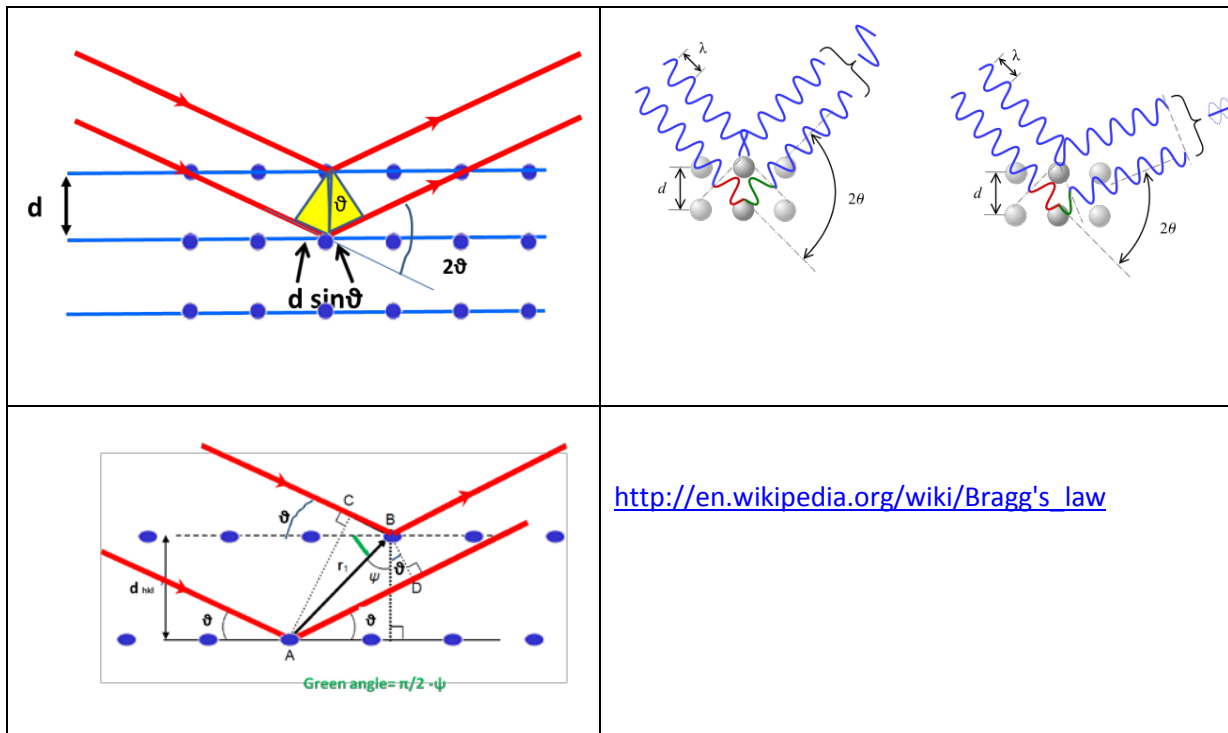 d
ϑ
2ϑ
d sinϑ
λ
d
2θ
λ
d
2θ
C
ϑ
B
d hkl
r1
ψ
ϑ
D
ϑ
ϑ
A
Green angle= π/2 -ψ
http://en.wikipedia.org/wiki/Bragg's_law